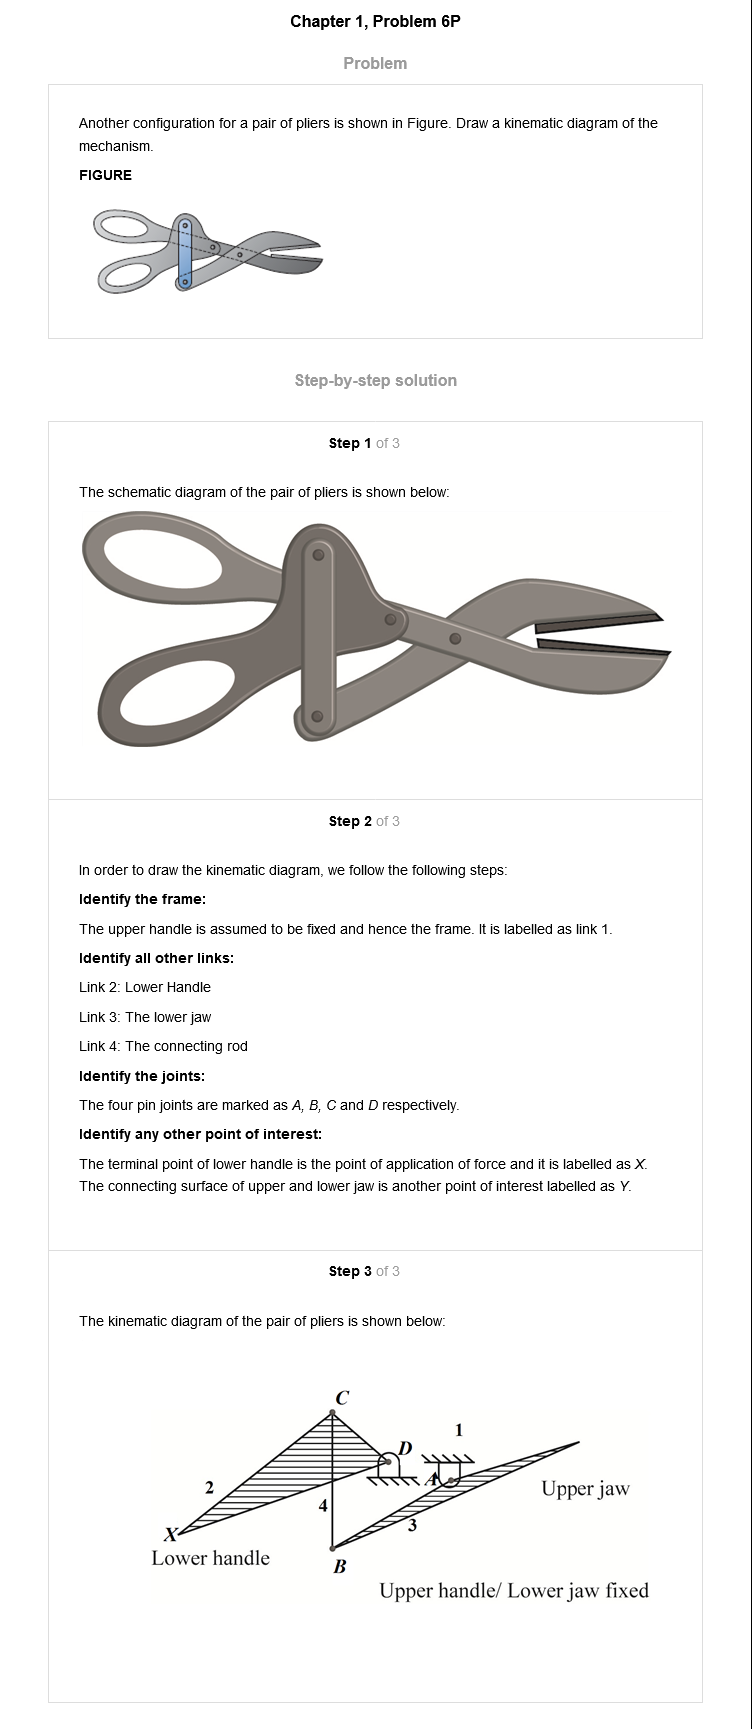 Chapter 1, Problem 6P
Problem
Another configuration for a pair of pliers is shown in Figure. Draw a kinematic diagram of the
mechanism.
FIGURE
Step-by-step solution
Step 1 of 3
The schematic diagram of the pair of pliers is shown below:
Step 2 of 3
In order to draw the kinematic diagram, we follow the following steps:
Identify the frame:
The upper handle is assumed to be fixed and hence the frame. It is labelled as link 1.
Identify all other links:
Link 2: Lower Handle
Link 3: The lower jaw
Link 4: The connecting rod
Identify the joints:
The four pin joints are marked as A, B, C and D respectively.
Identify any other point of interest:
The terminal point of lower handle is the point of application of force and it is labelled as X.
The connecting surface of upper and lower jaw is another point of interest labelled as Y.
Step 3 of 3
The kinematic diagram of the pair of pliers is shown below:
C
1
D
A
2
Upper jaw
4
3
X
Lower handle
B
Upper handle/ Lower jaw fixed